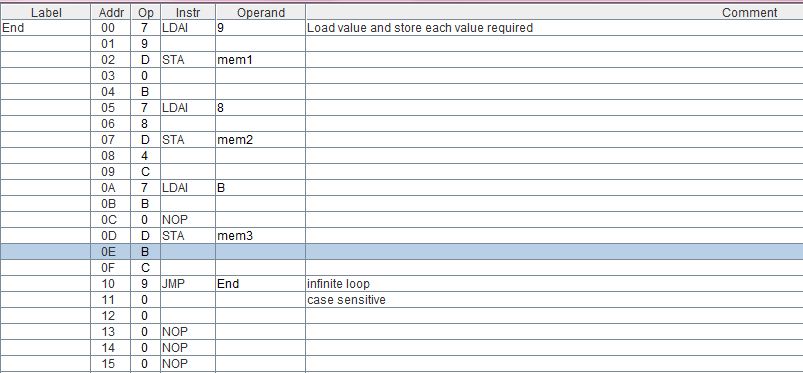 Label Addr Op Instr Operand Comment
End 00 7 LDAI 9 Load value and store each value required
01 9
02 D STA mem1
03 0
04 B
05 7 LDAI 8
06 8
07 D STA mem2
08 4
09 C
0A 7 LDAI B
0B B
0C 0 NOP
0D D STA mem3
0E B
0F C
10 9 JMP End infinite loop
11 0 case sensitive
12 0
13 0 NOP
14 0 NOP
15 0 NOP